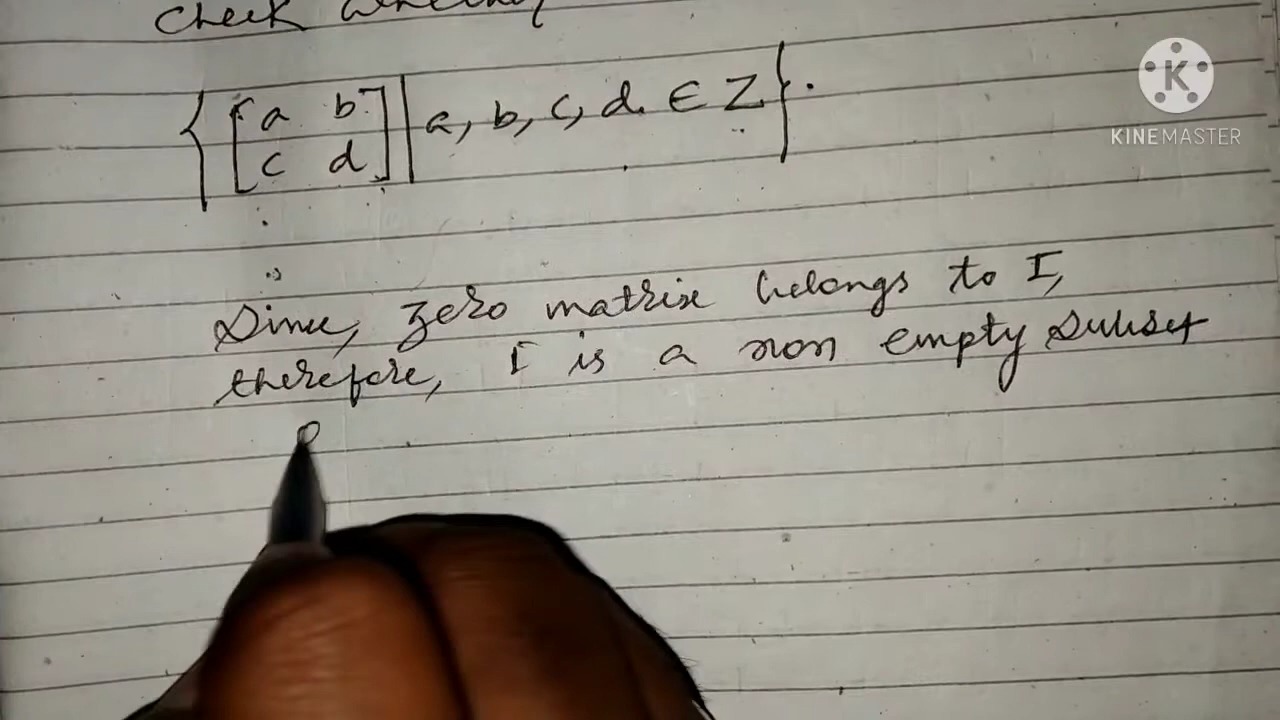 check whether
{[a b
c d] | a, b, c, d ∈ Z}.
K
KINEMASTER
Since, zero matrix belongs to I,
therefore, I is a non empty subset
o